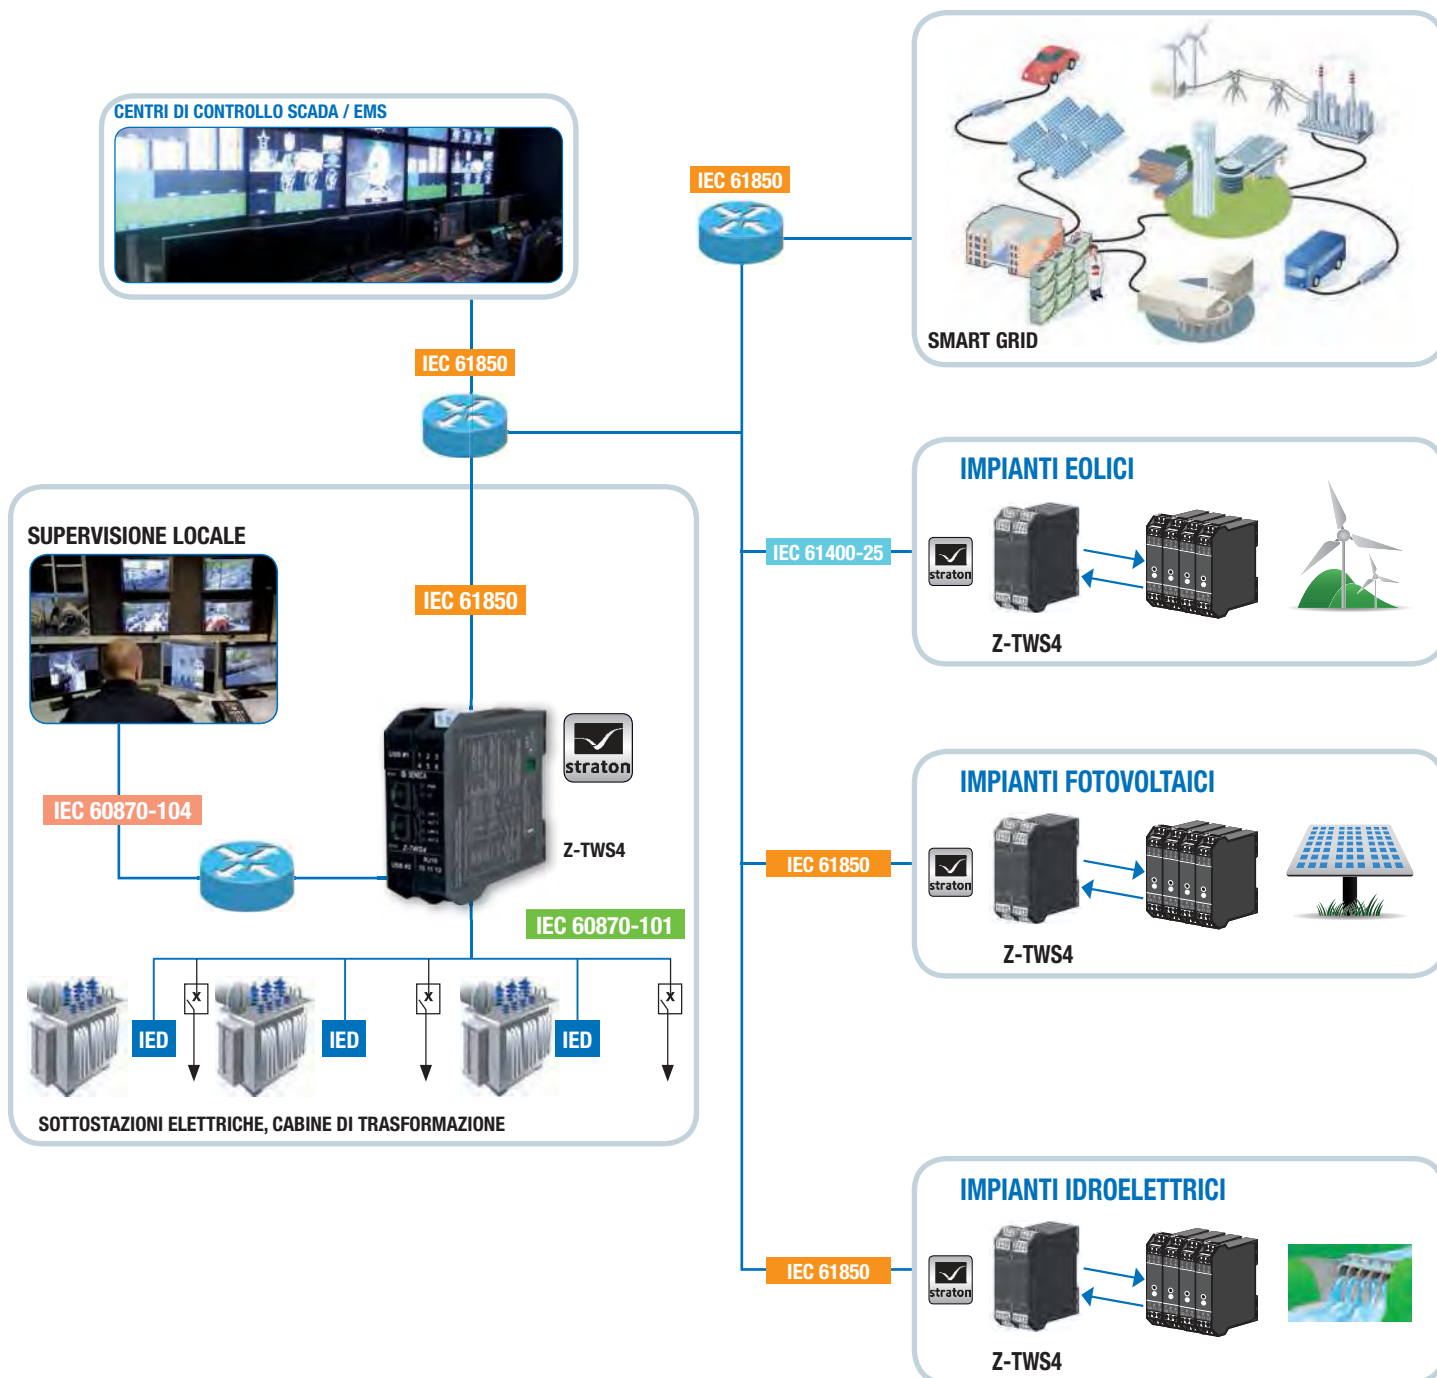 CENTRI DI CONTROLLO SCADA / EMS
IEC 61850
SMART GRID
IEC 61850
SUPERVISIONE LOCALE
IEC 61850
IEC 60870-104
straton
Z-TWS4
SENECA
Z-TWS4
IEC 60870-101
x
x
x
IED
IED
IED
SOTTOSTAZIONI ELETTRICHE, CABINE DI TRASFORMAZIONE
IMPIANTI EOLICI
IEC 61400-25
straton
Z-TWS4
IMPIANTI FOTOVOLTAICI
IEC 61850
straton
Z-TWS4
IMPIANTI IDROELETTRICI
IEC 61850
straton
Z-TWS4